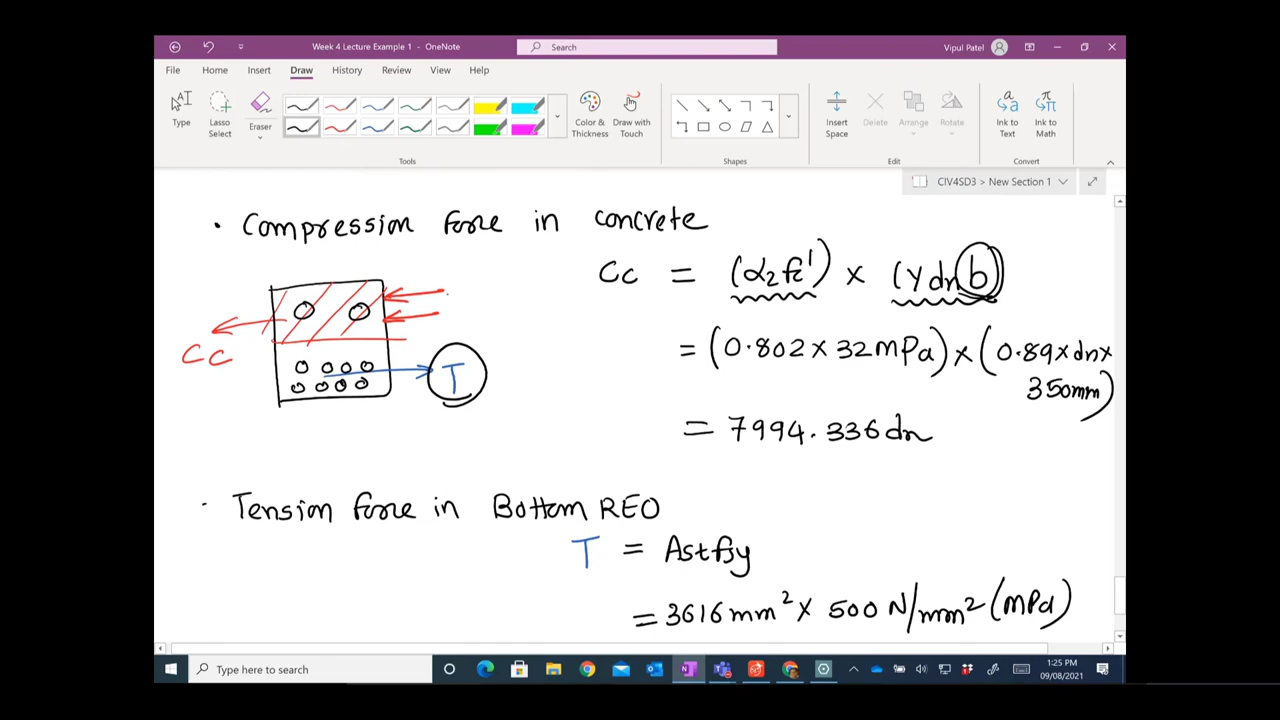 Week 4 Lecture Example 1 - OneNote
Search
Vipul Patel
File Home Insert Draw History Review View Help
Type
Lasso Select
Eraser
Color & Thickness
Draw with Touch
Insert Space
Delete
Arrange
Rotate
Ink to Text
Ink to Math
Tools
Shapes
Edit
Convert
CIV4SD3 > New Section 1
• Compression force in concrete
Cc = (α2fc') × (γdnb)
= (0.802 × 32mPa) × (0.89×dn×
350mm)
= 7994.336dn
CC
T
· Tension force in Bottom REO
T = Astfsy
= 3616mm² × 500 N/mm² (mPa)
Type here to search
1:25 PM
09/08/2021